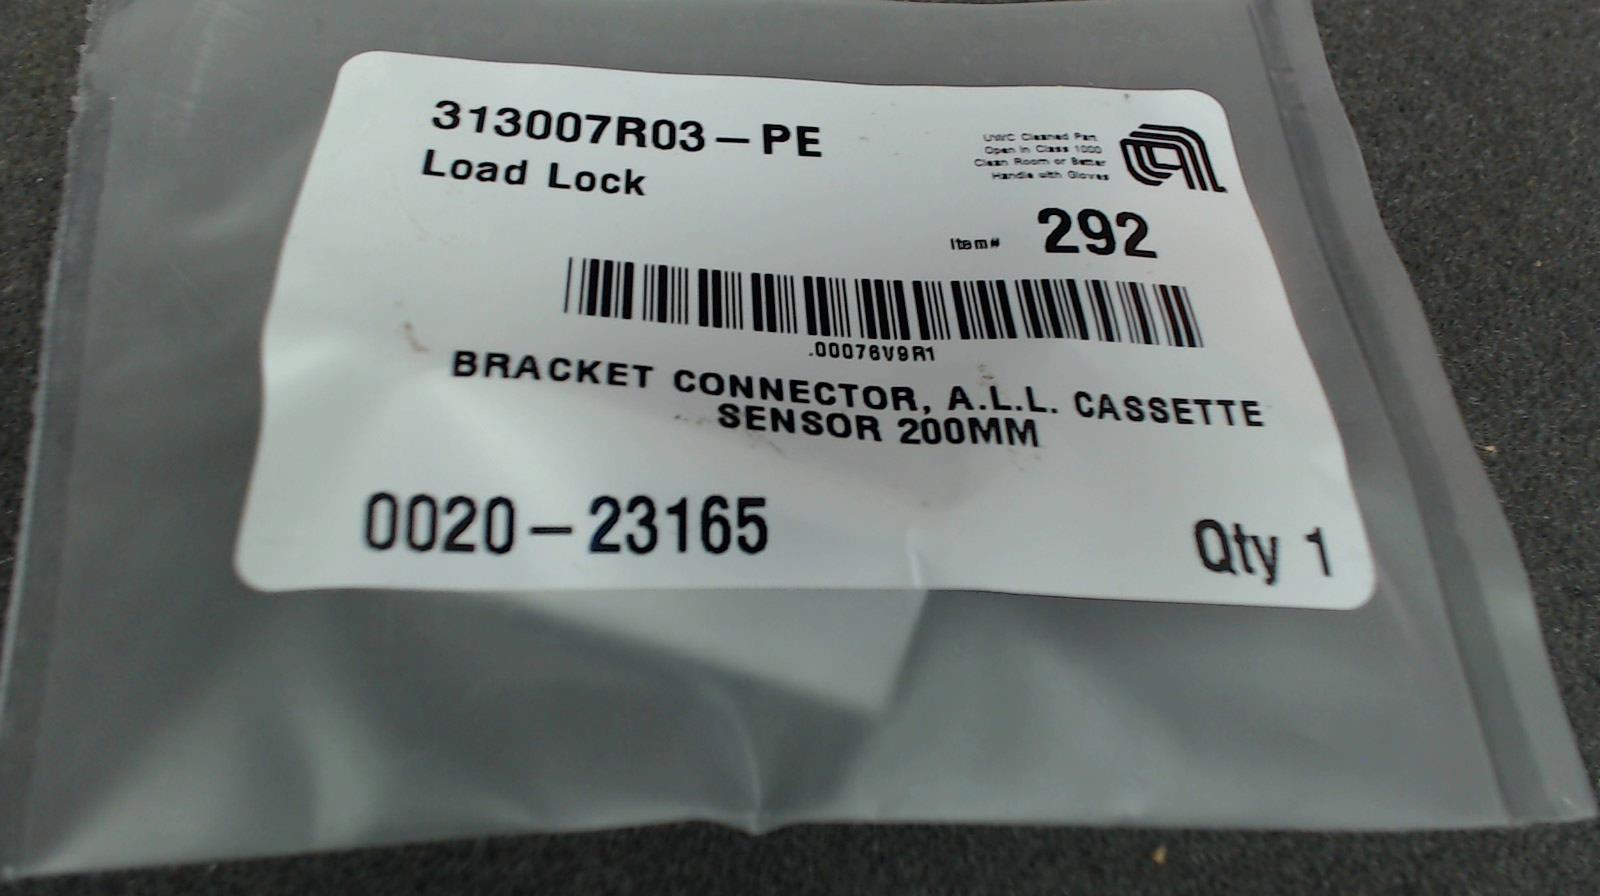 313007R03-PE
Load Lock
UWC Cleaned Part
Open in Class 1000
Clean Room or Better
Handle with Gloves
Item# 292
.00076V9R1
BRACKET CONNECTOR, A.L.L. CASSETTE
SENSOR 200MM
0020-23165
Qty 1